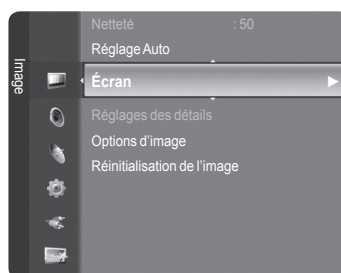 Image
Netteté : 50
Réglage Auto
Écran
Réglages des détails
Options d'image
Réinitialisation de l'image